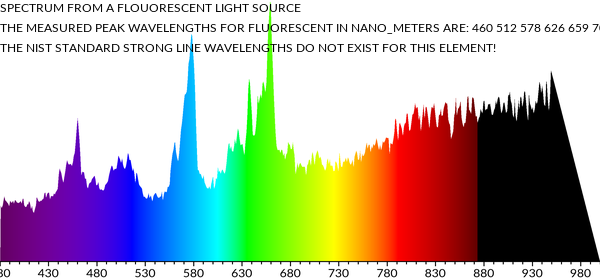 SPECTRUM FROM A FLOUORESCENT LIGHT SOURCE
THE MEASURED PEAK WAVELENGTHS FOR FLUORESCENT IN NANO_METERS ARE: 460 512 578 626 659
THE NIST STANDARD STRONG LINE WAVELENGTHS DO NOT EXIST FOR THIS ELEMENT!
430 480 530 580 630 680 730 780 830 880 930 980